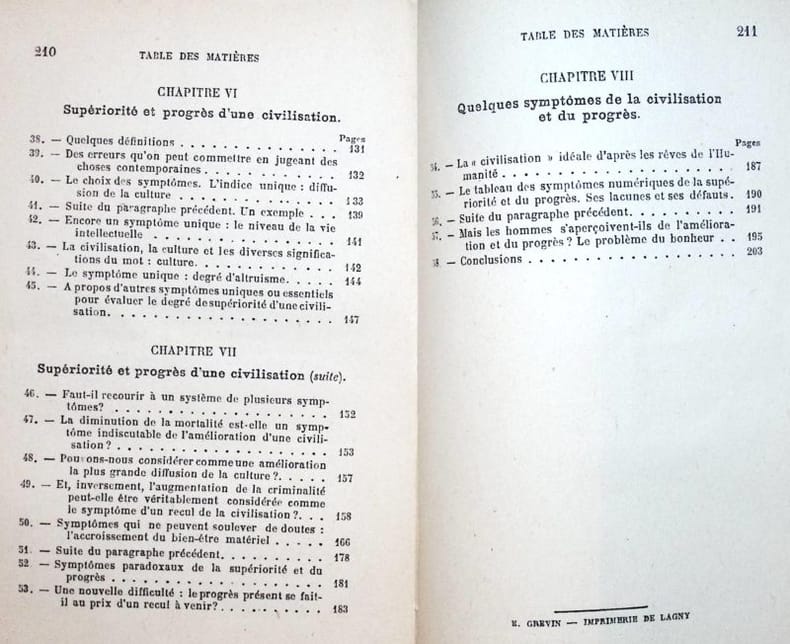 210
TABLE DES MATIÈRES
CHAPITRE VI
Supériorité et progrès d'une civilisation.
Pages
38. — Quelques définitions . . . . . . . . . . . . . . 131
39. — Des erreurs qu'on peut commettre en jugeant des
choses contemporaines . . . . . . . . . . . . 132
40. — Le choix des symptômes. L'indice unique : diffu-
sion de la culture . . . . . . . . . . . . . . 133
41. — Suite du paragraphe précédent. Un exemple . . . 139
42. — Encore un symptôme unique : le niveau de la vie
intellectuelle . . . . . . . . . . . . . . . . 141
43. — La civilisation, la culture et les diverses significa-
tions du mot : culture. . . . . . . . . . . . . 142
44. — Le symptôme unique : degré d'altruisme. . . . . 144
45. — A propos d'autres symptômes uniques ou essentiels
pour évaluer le degré de supériorité d'une civili-
sation. . . . . . . . . . . . . . . . . . . . 147
CHAPITRE VII
Supériorité et progrès d'une civilisation (suite).
46. — Faut-il recourir à un système de plusieurs symp-
tômes? . . . . . . . . . . . . . . . . . . . 152
47. — La diminution de la mortalité est-elle un symp-
tôme indiscutable de l'amélioration d'une civili-
sation ? . . . . . . . . . . . . . . . . . . . 153
48. — Pouvons-nous considérer comme une amélioration
la plus grande diffusion de la culture ?. . . . . 157
49. — Et, inversement, l'augmentation de la criminalité
peut-elle être véritablement considérée comme
le symptôme d'un recul de la civilisation ?. . . 158
50. — Symptômes qui ne peuvent soulever de doutes :
l'accroissement du bien-être matériel . . . . . 166
51. — Suite du paragraphe précédent. . . . . . . . . . 178
52 — Symptômes paradoxaux de la supériorité et du
progrès . . . . . . . . . . . . . . . . . . . 181
53. — Une nouvelle difficulté : le progrès présent se fait-
il au prix d'un recul à venir?. . . . . . . . . . 183
TABLE DES MATIÈRES
211
CHAPITRE VIII
Quelques symptômes de la civilisation
et du progrès.
Pages
54. — La « civilisation » idéale d'après les rêves de l'Hu-
manité . . . . . . . . . . . . . . . . . . . 187
55. — Le tableau des symptômes numériques de la supé-
riorité et du progrès. Ses lacunes et ses défauts. 190
56. — Suite du paragraphe précédent. . . . . . . . . . 191
57. — Mais les hommes s'aperçoivent-ils de l'améliora-
tion et du progrès ? Le problème du bonheur . . 195
58 — Conclusions . . . . . . . . . . . . . . . . . . 203
E. GREVIN — IMPRIMERIE DE LAGNY